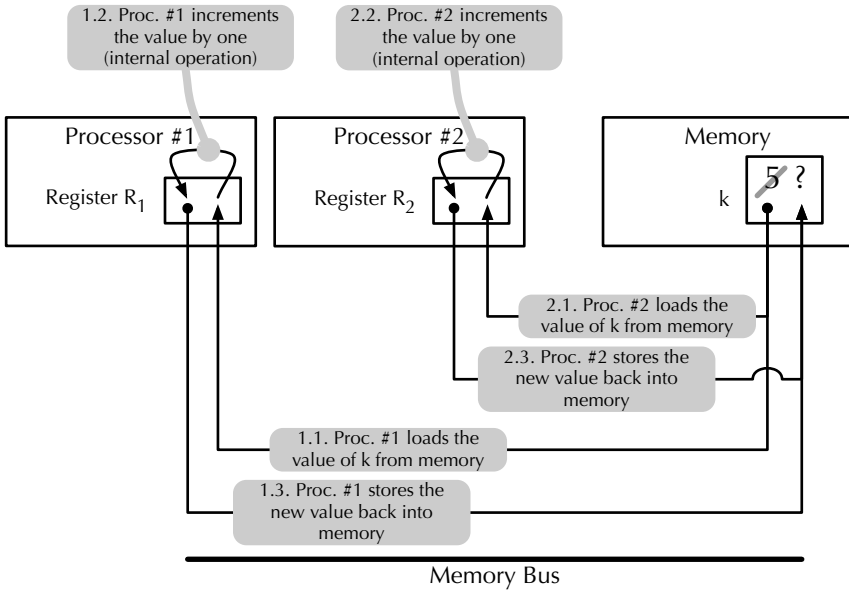 1.2. Proc. #1 increments
the value by one
(internal operation)
2.2. Proc. #2 increments
the value by one
(internal operation)
Processor #1
Processor #2
Memory
Register R1
Register R2
k
5 ?
2.1. Proc. #2 loads the
value of k from memory
2.3. Proc. #2 stores the
new value back into
memory
1.1. Proc. #1 loads the
value of k from memory
1.3. Proc. #1 stores the
new value back into
memory
Memory Bus